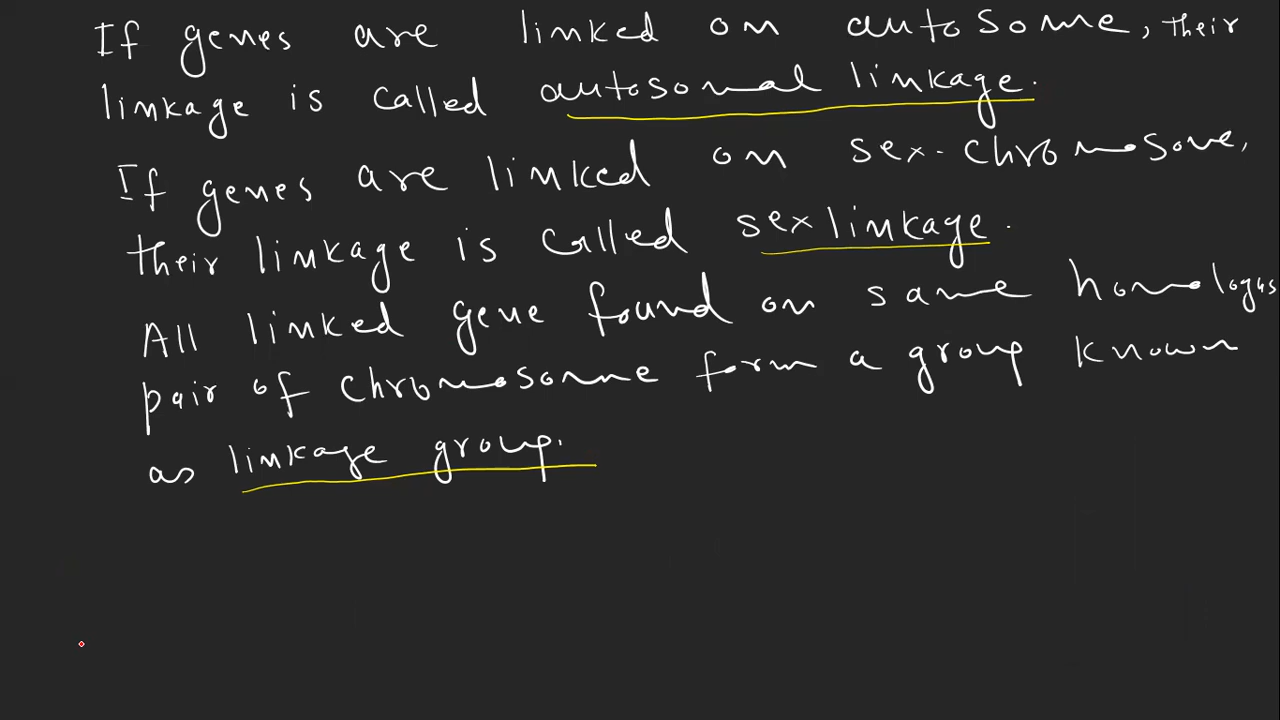 If genes are linked on autosome, their
linkage is called autosomal linkage.
If genes are linked on sex-chromosome,
their linkage is called sex linkage.
All linked gene found on same homologus
pair of chromosome form a group known
as linkage group.